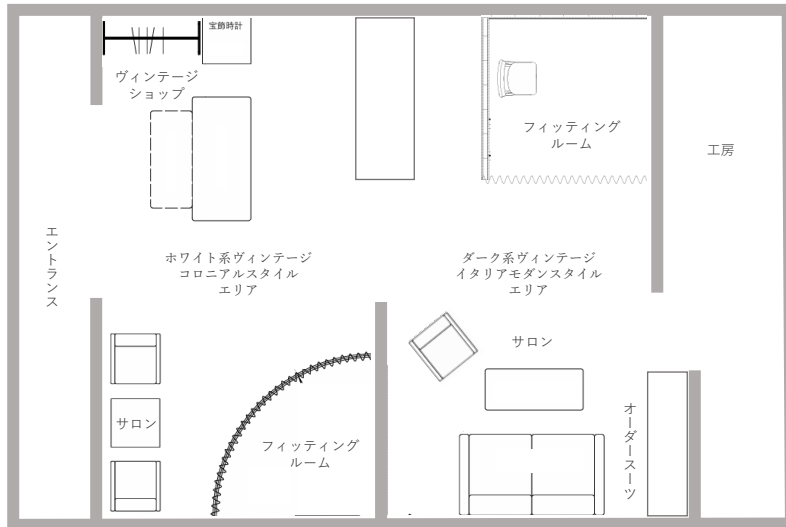 宝飾時計
ヴィンテージ
ショップ
フィッティング
ルーム
工房
エントランス
ホワイト系ヴィンテージ
コロニアルスタイル
エリア
ダーク系ヴィンテージ
イタリアモダンスタイル
エリア
サロン
サロン
オーダースーツ
フィッティング
ルーム